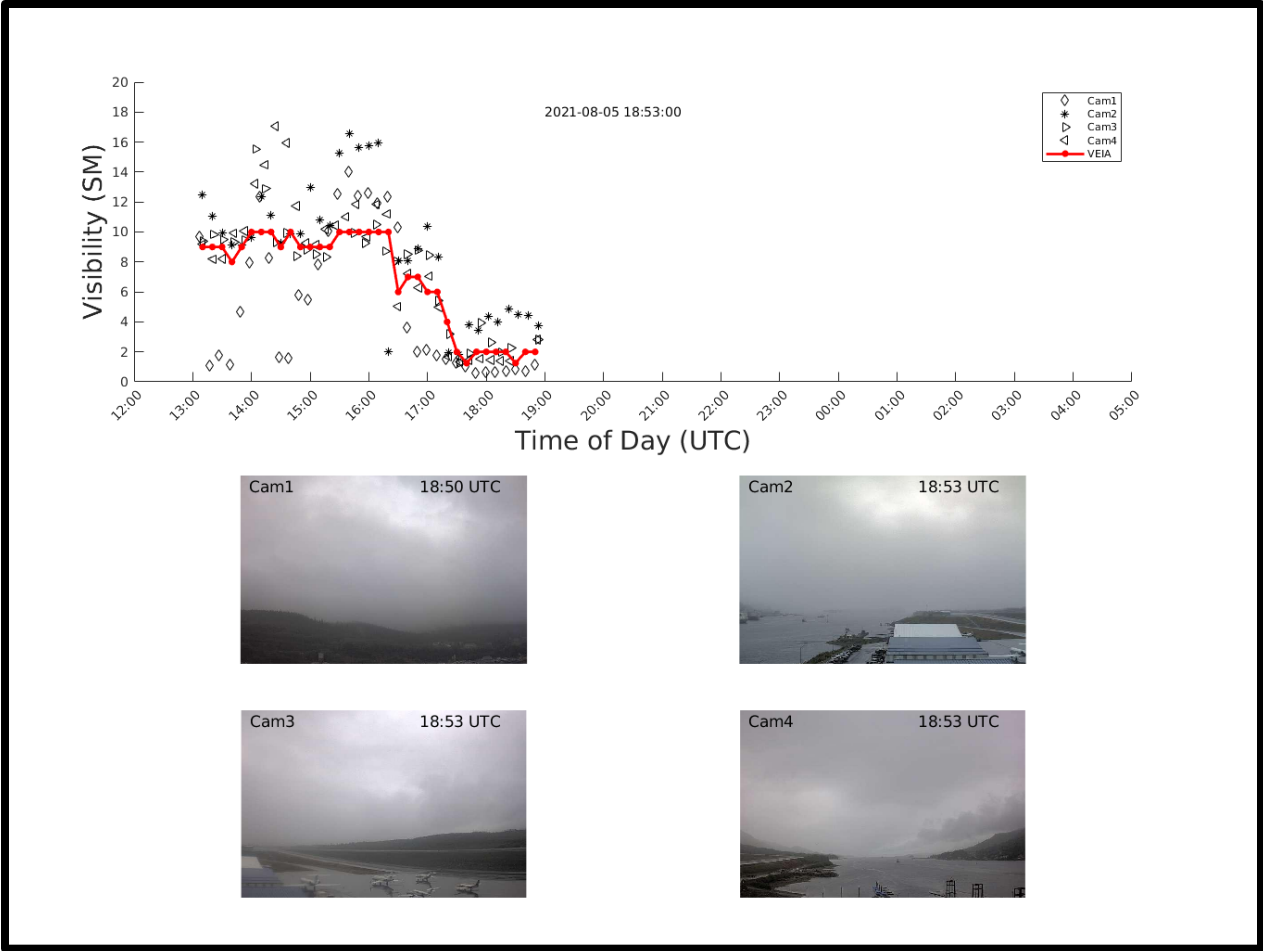 20
18
16
14
12
10
8
6
4
2
0
Visibility (SM)
2021-08-05 18:53:00
Cam1
Cam2
Cam3
Cam4
VEIA
12:00 13:00 14:00 15:00 16:00 17:00 18:00 19:00 20:00 21:00 22:00 23:00 00:00 01:00 02:00 03:00 04:00 05:00
Time of Day (UTC)
Cam1 18:50 UTC
Cam2 18:53 UTC
Cam3 18:53 UTC
Cam4 18:53 UTC